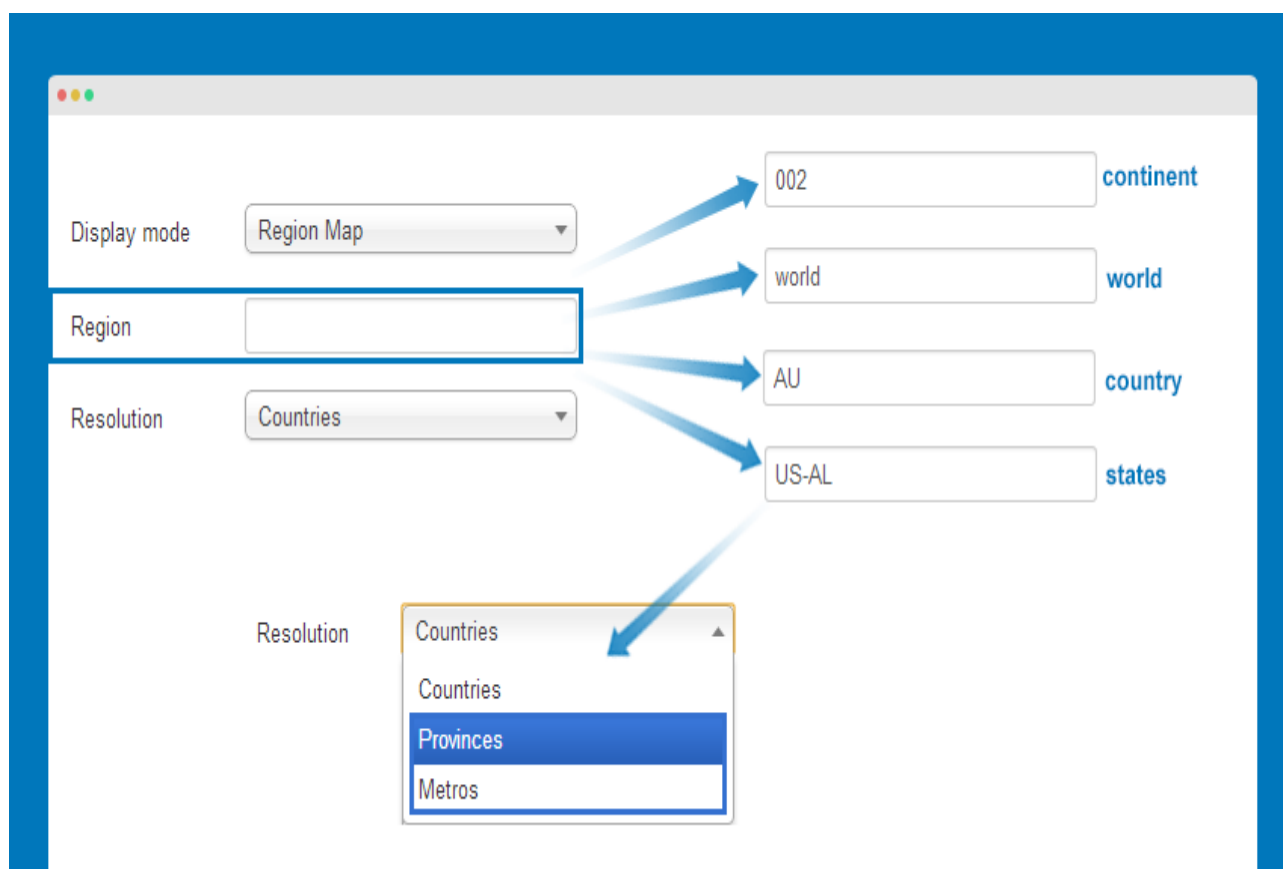 002 continent
Display mode Region Map
world world
Region
AU country
Resolution Countries
US-AL states
Resolution Countries
Countries
Provinces
Metros